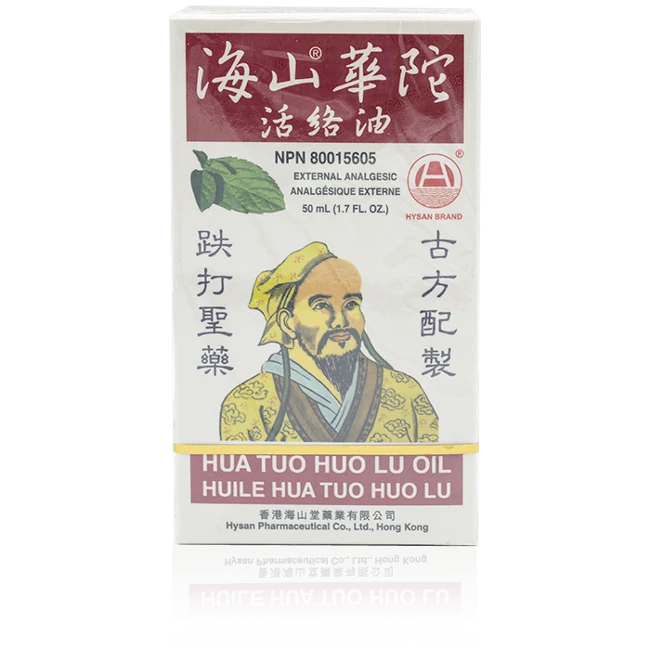 海山®華陀
活络油
NPN 80015605
EXTERNAL ANALGESIC
ANALGÉSIQUE EXTERNE
50 mL (1.7 FL. OZ.)
®
HYSAN BRAND
古方配製
跌打聖藥
HUA TUO HUO LU OIL
HUILE HUA TUO HUO LU
香港海山堂藥業有限公司
Hysan Pharmaceutical Co., Ltd., Hong Kong